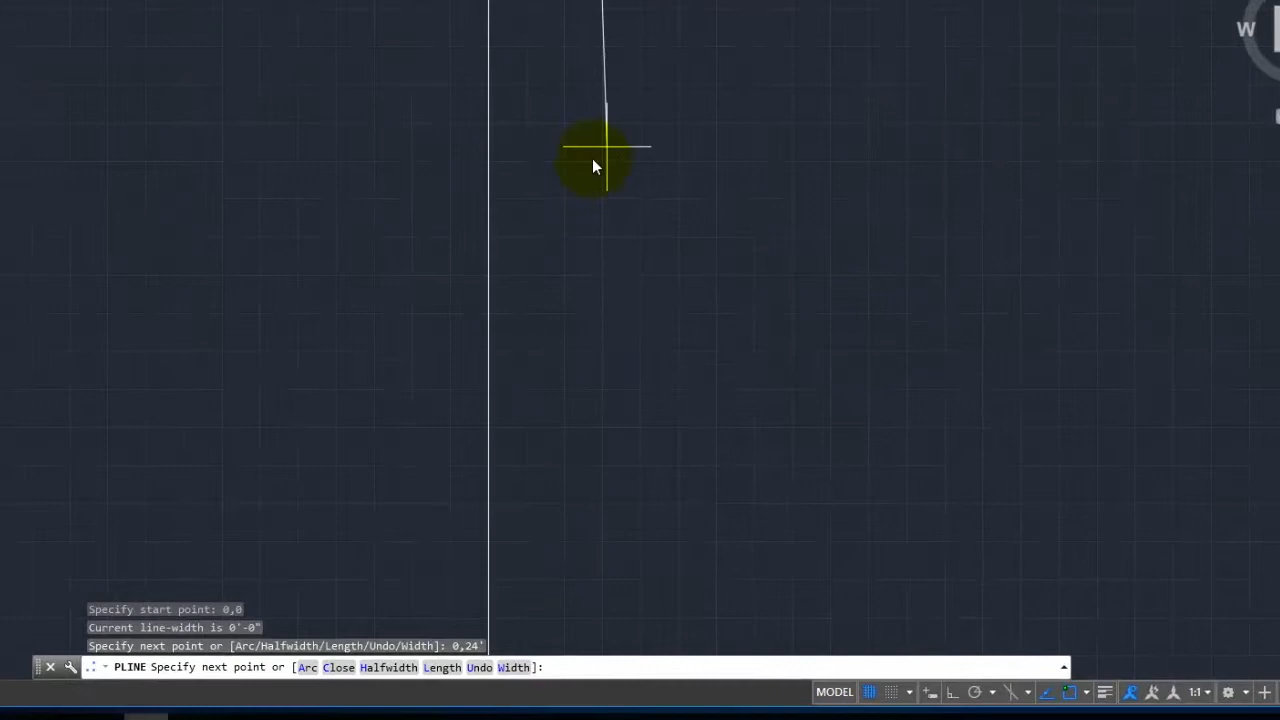 W
Specify start point: 0,0
Current line-width is 0'-0"
Specify next point or [Arc/Halfwidth/Length/Undo/Width]: 0,24'
PLINE Specify next point or [Arc Close Halfwidth Length Undo Width]:
MODEL 1:1